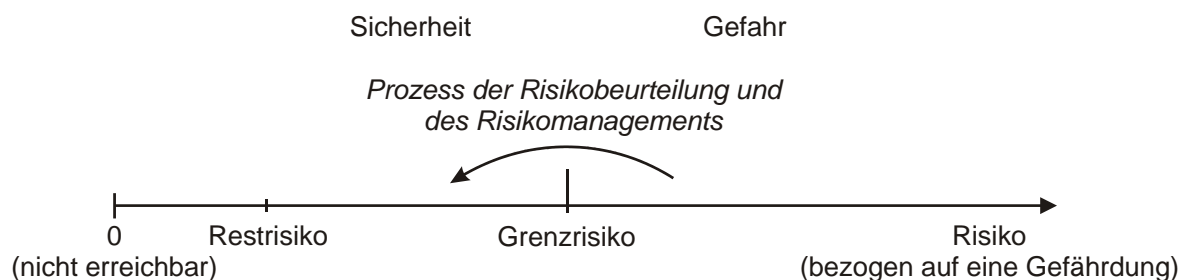 Sicherheit Gefahr
Prozess der Risikobeurteilung und
des Risikomanagements
0 Restrisiko Grenzrisiko Risiko
(nicht erreichbar) (bezogen auf eine Gefährdung)